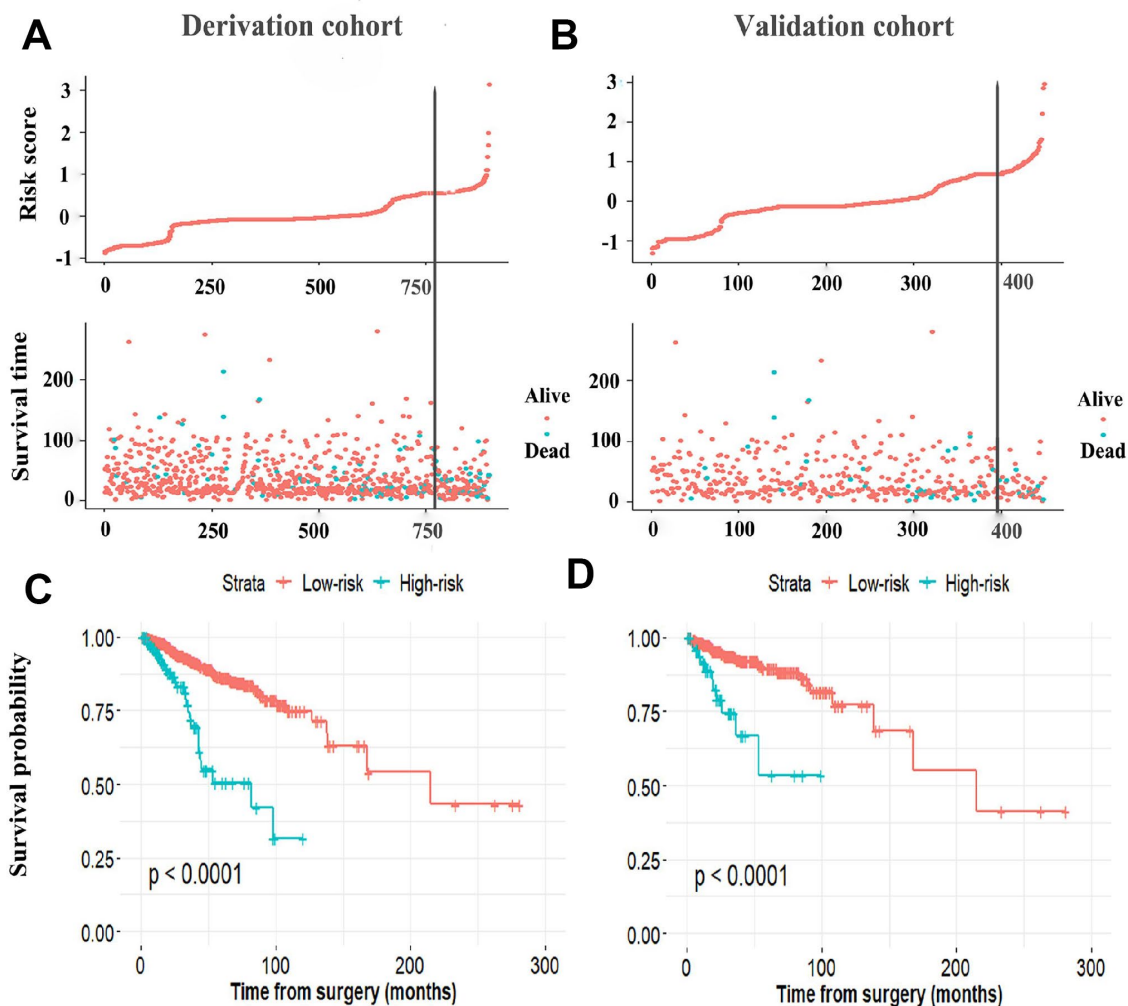 A Derivation cohort
B Validation cohort
Risk score
3
2
1
0
-1
0 250 500 750
3
2
1
0
-1
0 100 200 300 400
Survival time
200
100
0
0 250 500 750
Alive
Dead
200
100
0
0 100 200 300 400
Alive
Dead
C
Strata Low-risk High-risk
Survival probability
1.00
0.75
0.50
0.25
0.00
p < 0.0001
0 100 200 300
Time from surgery (months)
D
Strata Low-risk High-risk
1.00
0.75
0.50
0.25
0.00
p < 0.0001
0 100 200 300
Time from surgery (months)